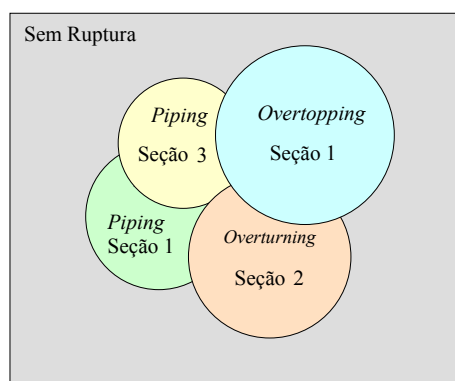 Sem Ruptura
Piping
Seção 3
Overtopping
Seção 1
Piping
Seção 1
Overturning
Seção 2